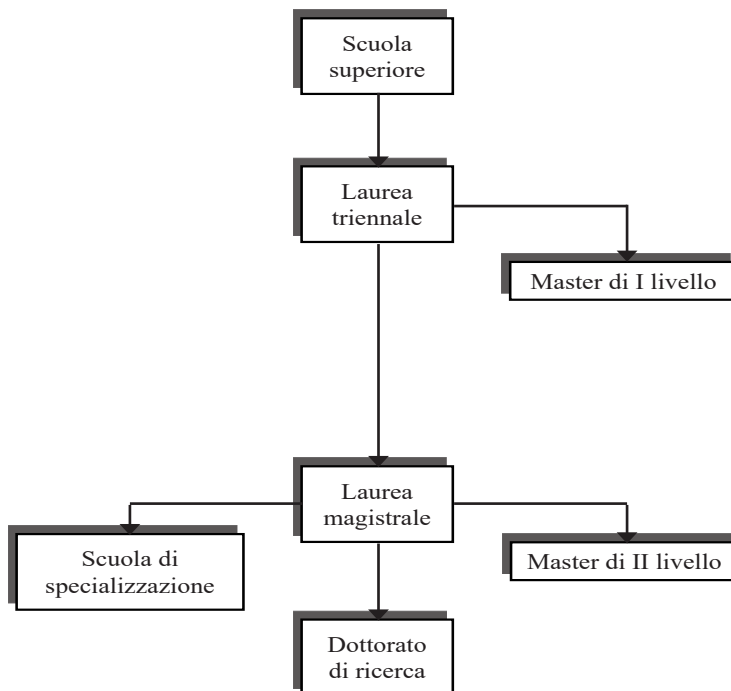 Scuola
superiore
Laurea
triennale
Master di I livello
Laurea
magistrale
Scuola di
specializzazione
Master di II livello
Dottorato
di ricerca